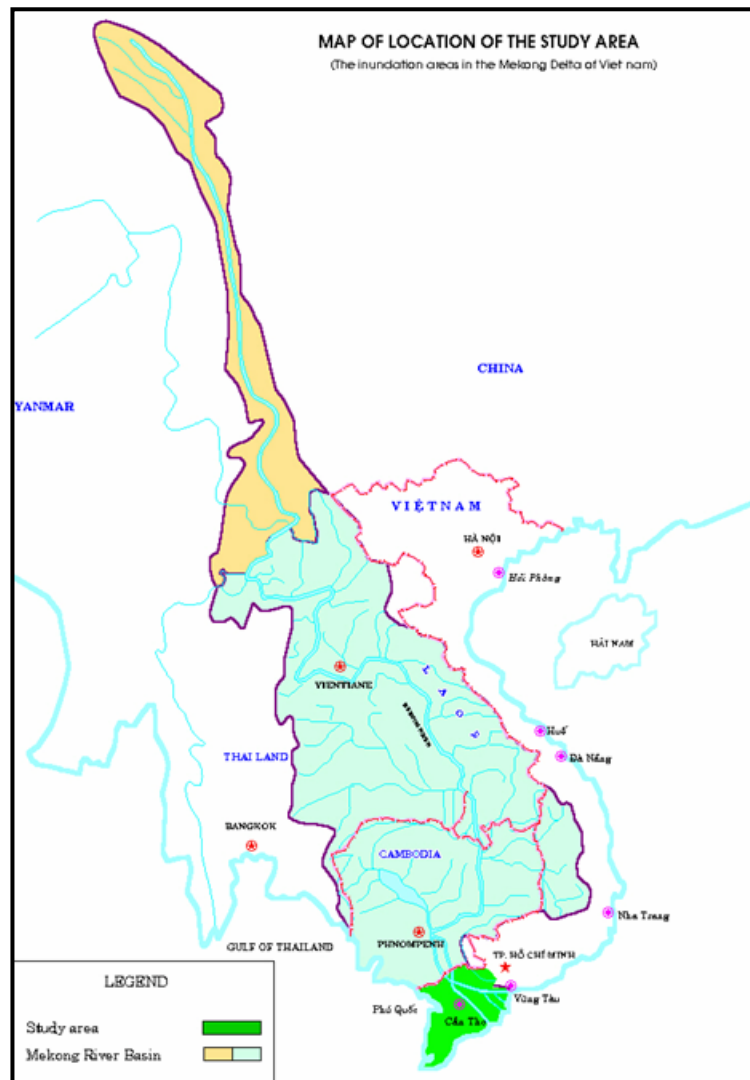 MAP OF LOCATION OF THE STUDY AREA
(The inundation areas in the Mekong Delta of Viet nam)
CHINA
YANMAR
VIỆTNAM
HÀ NỘI
Hải Phòng
HẢI NAM
VIENTIANE
LAOS
Huế
Đà Nẵng
THAI LAND
BANGKOK
CAMBODIA
Nha Trang
PHNOMPENH
GULF OF THAILAND
TP. HỒ CHÍ MINH
Vũng Tàu
Phú Quốc
Cần Thơ
LEGEND
Study area
Mekong River Basin